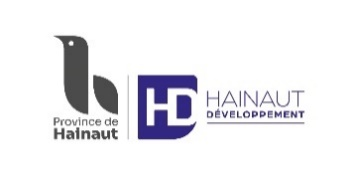 Province de
Hainaut
HD
HAINAUT
DÉVELOPPEMENT